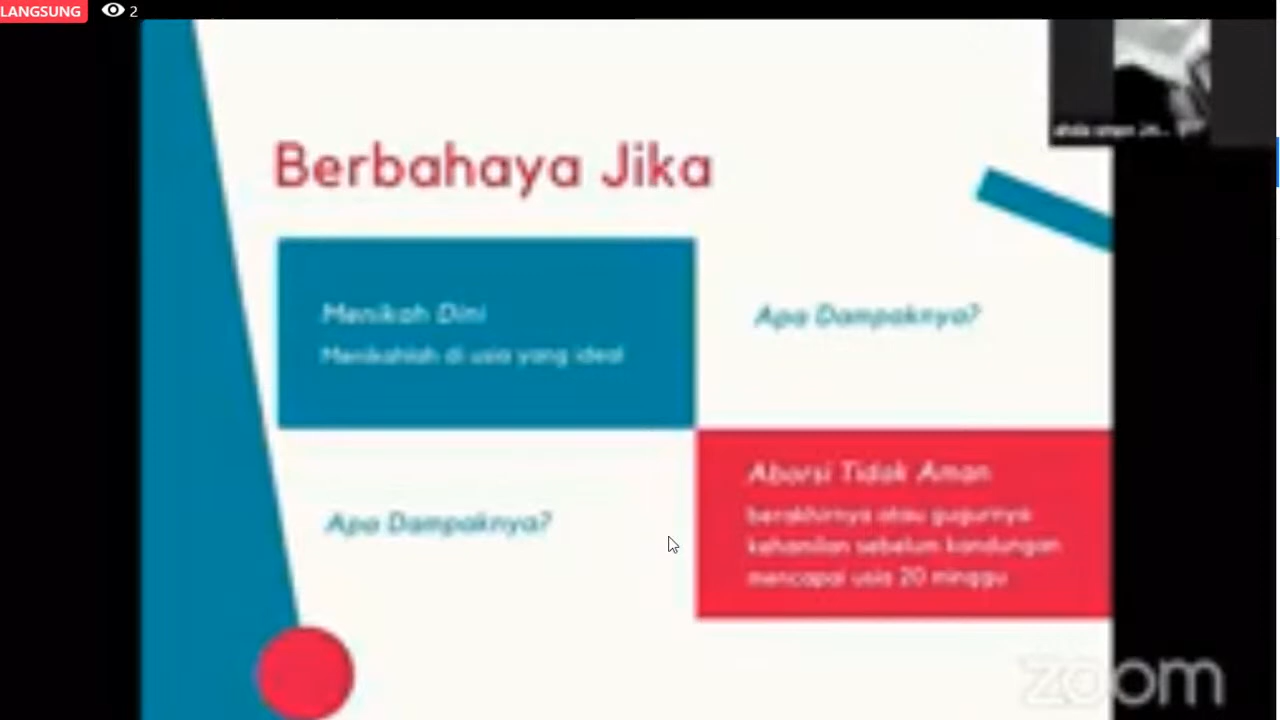 LANGSUNG
2
Berbahaya Jika
Menikah Dini
Menikahlah di usia yang ideal
Apa Dampaknya?
Apa Dampaknya?
Aborsi Tidak Aman
berakhirnya atau gugurnya
kehamilan sebelum kandungan
mencapai usia 20 minggu
zoom